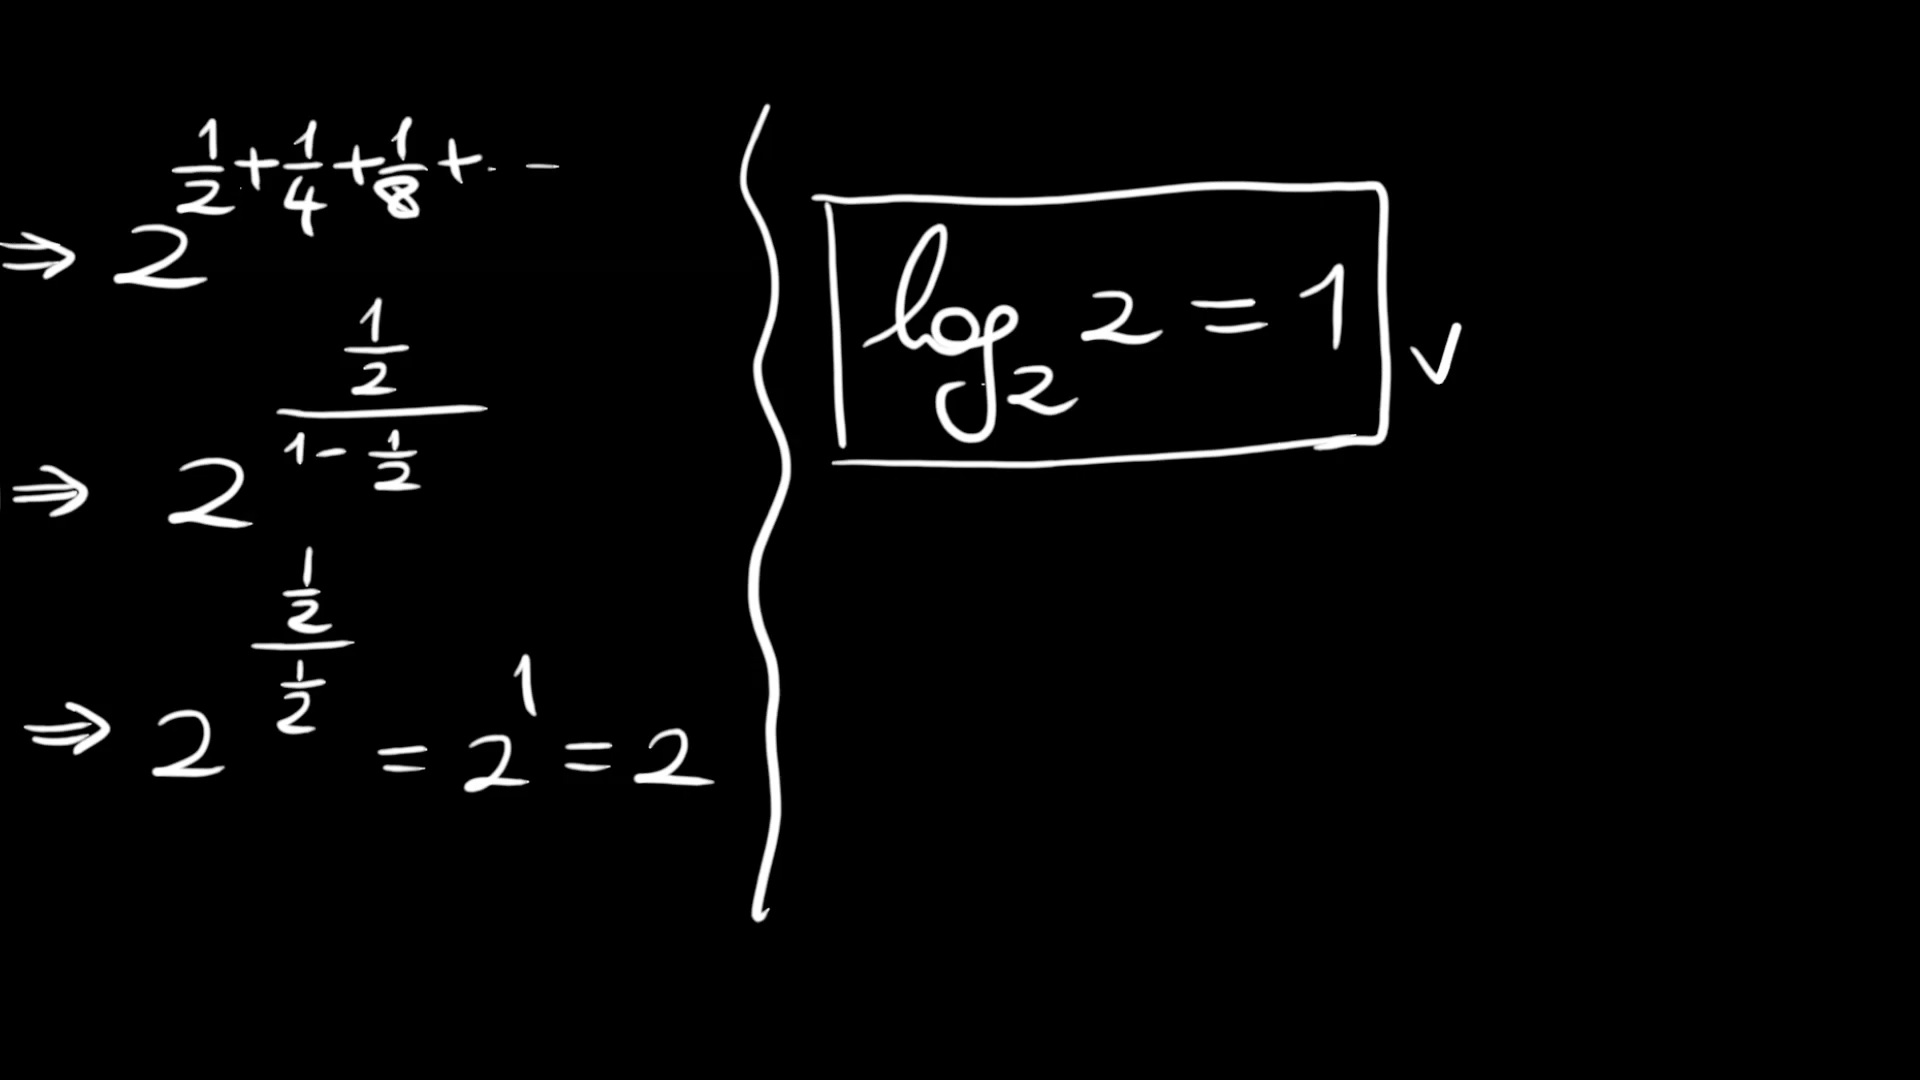 ⇒ 2^{1/2 + 1/4 + 1/8 + ...}
⇒ 2^{(1/2)/(1 - 1/2)}
⇒ 2^{(1/2)/(1/2)} = 2^1 = 2
log_2 2 = 1 ✓